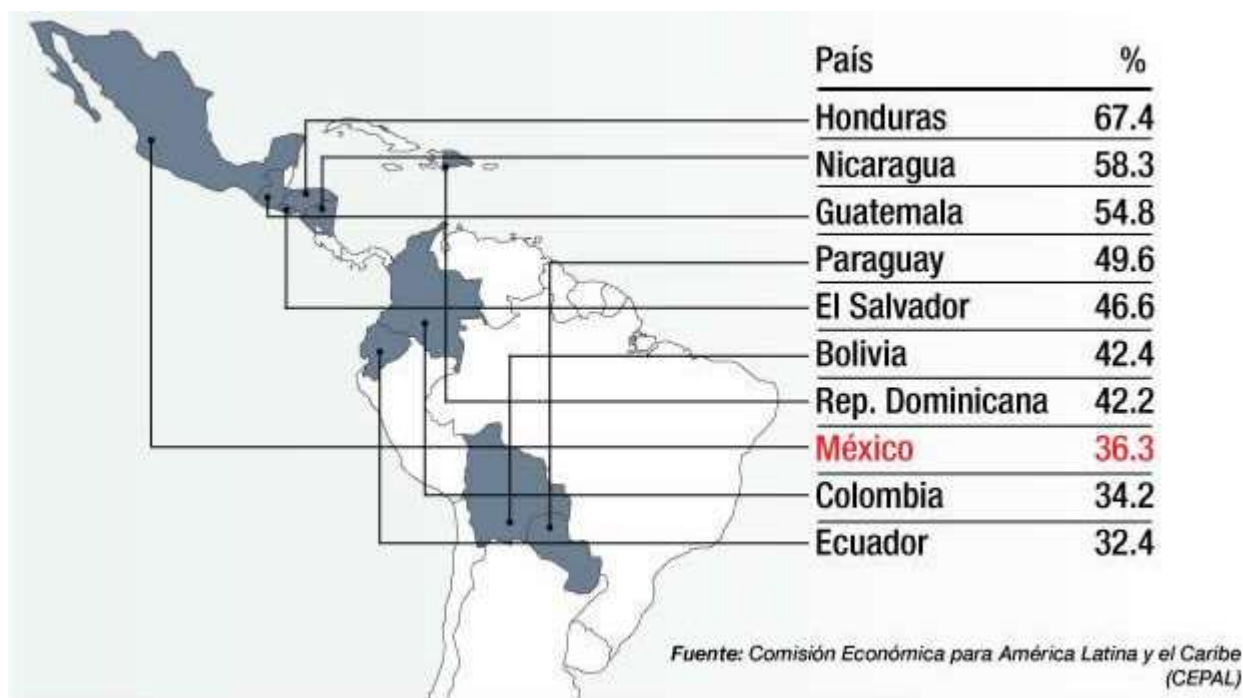 País %
Honduras 67.4
Nicaragua 58.3
Guatemala 54.8
Paraguay 49.6
El Salvador 46.6
Bolivia 42.4
Rep. Dominicana 42.2
México 36.3
Colombia 34.2
Ecuador 32.4
Fuente: Comisión Económica para América Latina y el Caribe
(CEPAL)